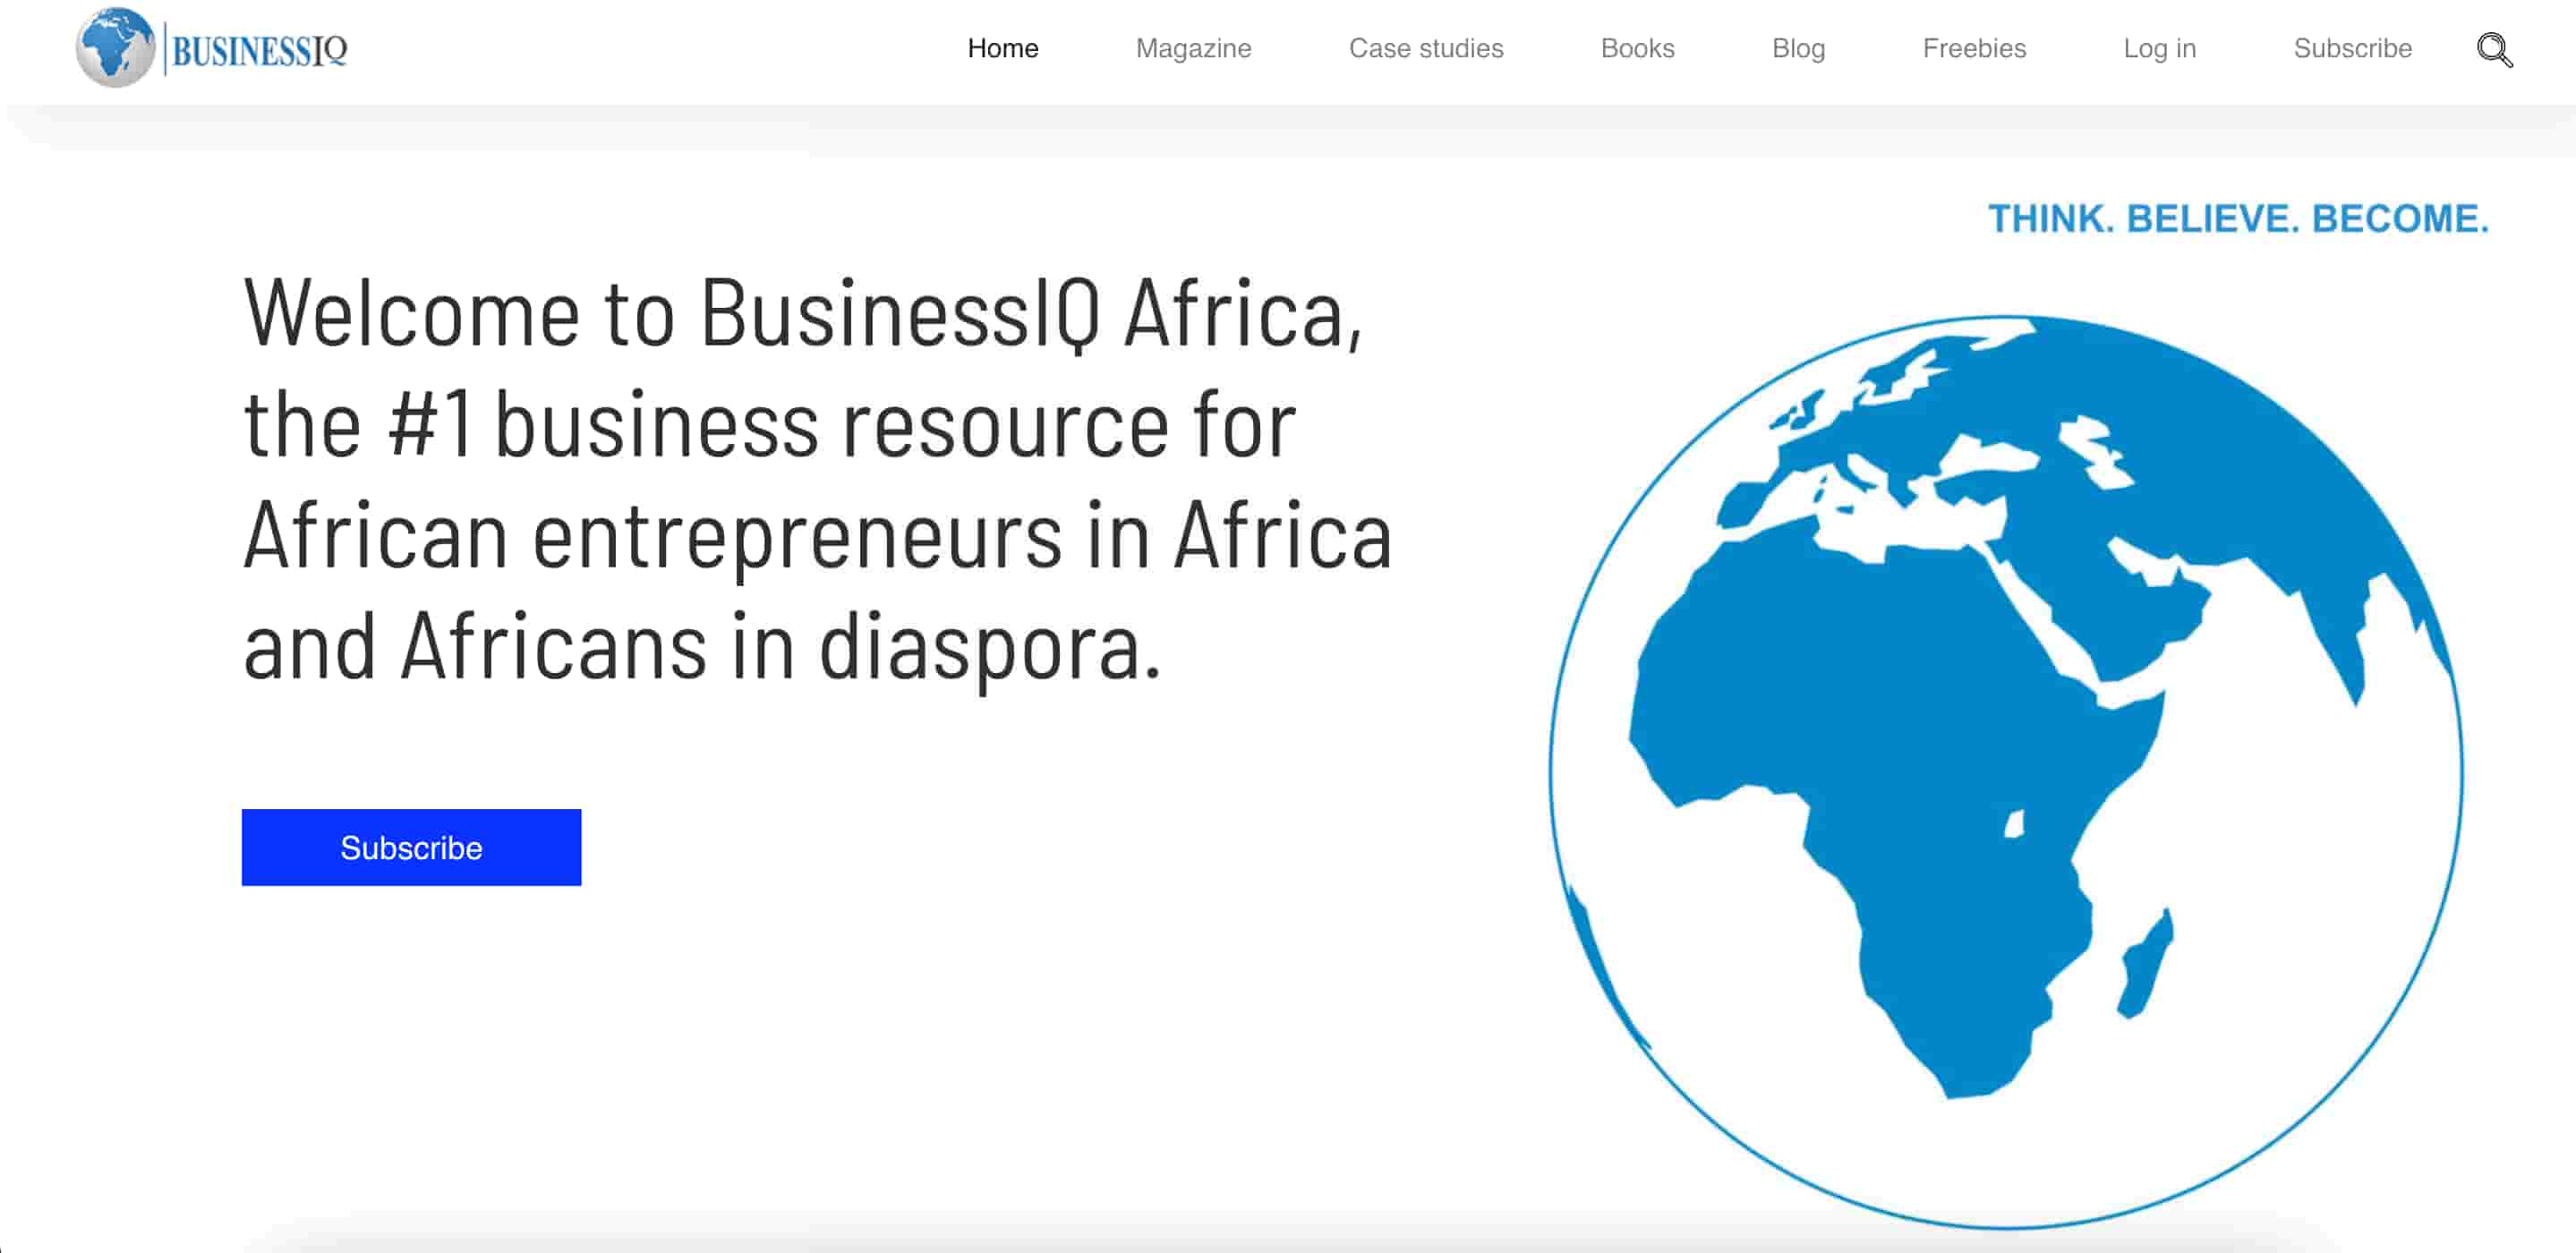 BUSINESSIQ
Home
Magazine
Case studies
Books
Blog
Freebies
Log in
Subscribe
THINK. BELIEVE. BECOME.
Welcome to BusinessIQ Africa,
the #1 business resource for
African entrepreneurs in Africa
and Africans in diaspora.
Subscribe